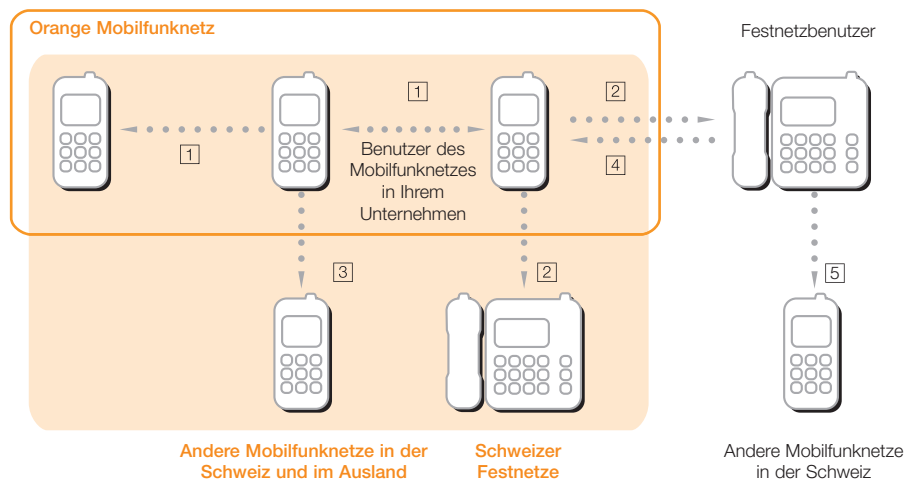 Orange Mobilfunknetz
Festnetzbenutzer
1
2
1
4
Benutzer des
Mobilfunknetzes
in Ihrem
Unternehmen
3
2
5
Andere Mobilfunknetze in der
Schweiz und im Ausland
Schweizer
Festnetze
Andere Mobilfunknetze
in der Schweiz